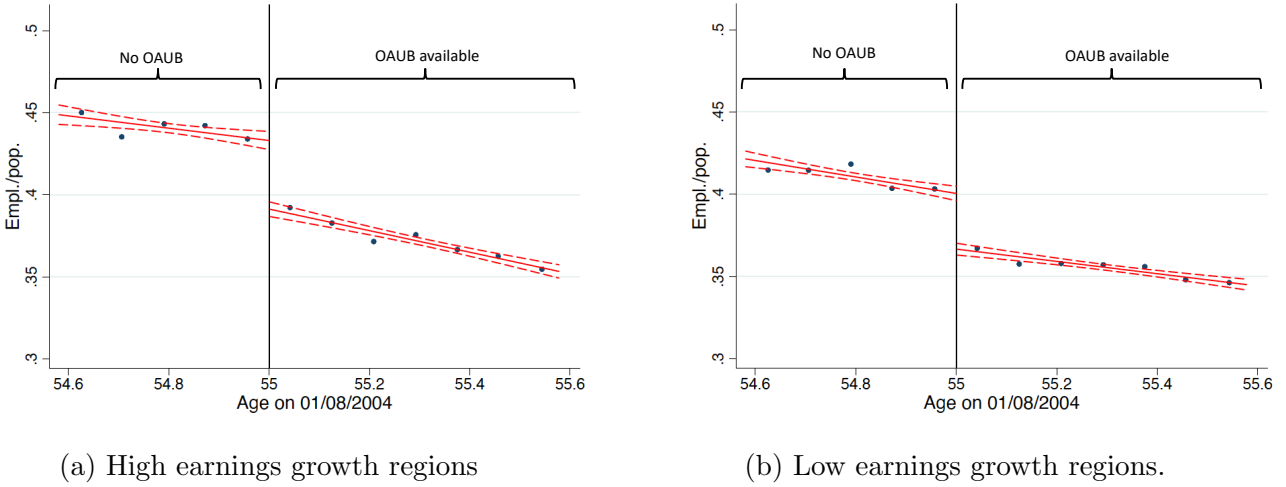 No OAUB
OAUB available
.5
.45
.4
.35
.3
Empl./pop.
54.6 54.8 55 55.2 55.4 55.6
Age on 01/08/2004
(a) High earnings growth regions
No OAUB
OAUB available
.5
.45
.4
.35
.3
Empl./pop.
54.6 54.8 55 55.2 55.4 55.6
Age on 01/08/2004
(b) Low earnings growth regions.